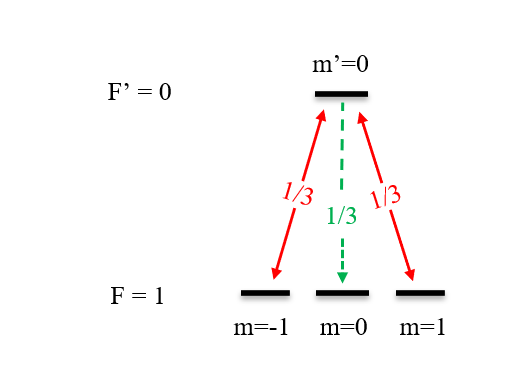 m’=0
F’ = 0
1/3
1/3
1/3
F = 1
m=-1
m=0
m=1